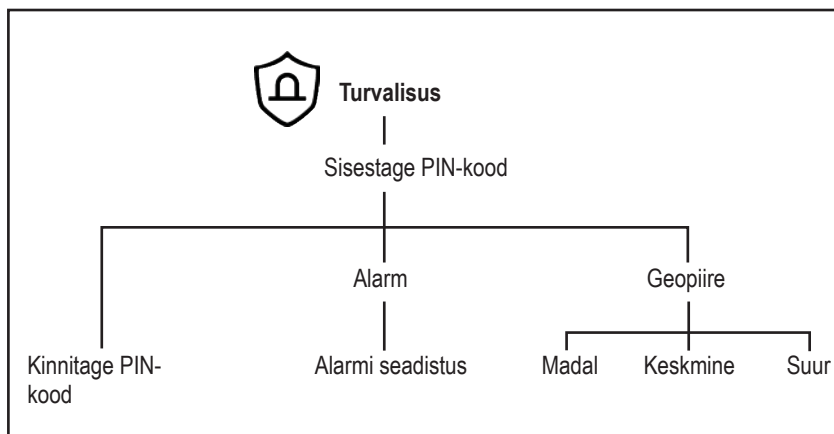 Turvalisus
Sisestage PIN-kood
Alarm
Geopiire
Kinnitage PIN-
kood
Alarmi seadistus
Madal
Keskmine
Suur